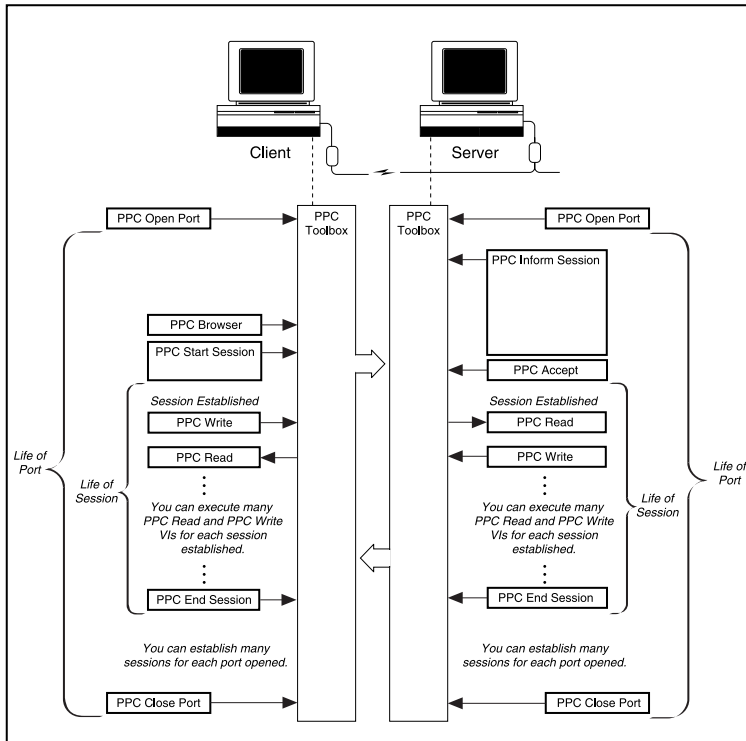 Client
Server
PPC Open Port
PPC
Toolbox
PPC
Toolbox
PPC Open Port
PPC Inform Session
PPC Browser
PPC Start Session
PPC Accept
Session Established
Session Established
PPC Write
PPC Read
PPC Read
PPC Write
Life of
Port
Life of
Session
You can execute many
PPC Read and PPC Write
VIs for each session
established.
You can execute many
PPC Read and PPC Write
VIs for each session
established.
Life of
Session
Life of
Port
PPC End Session
PPC End Session
You can establish many
sessions for each port opened.
You can establish many
sessions for each port opened.
PPC Close Port
PPC Close Port